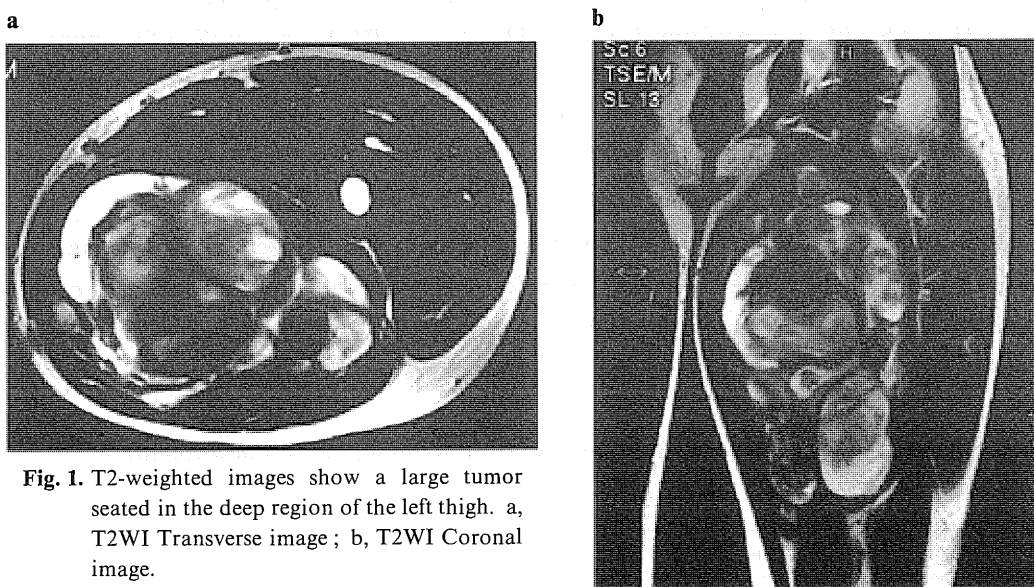 a
b
M
H
Sc 6
TSE/M
SL 13
Fig. 1. T2-weighted images show a large tumor
seated in the deep region of the left thigh. a,
T2WI Transverse image ; b, T2WI Coronal
image.